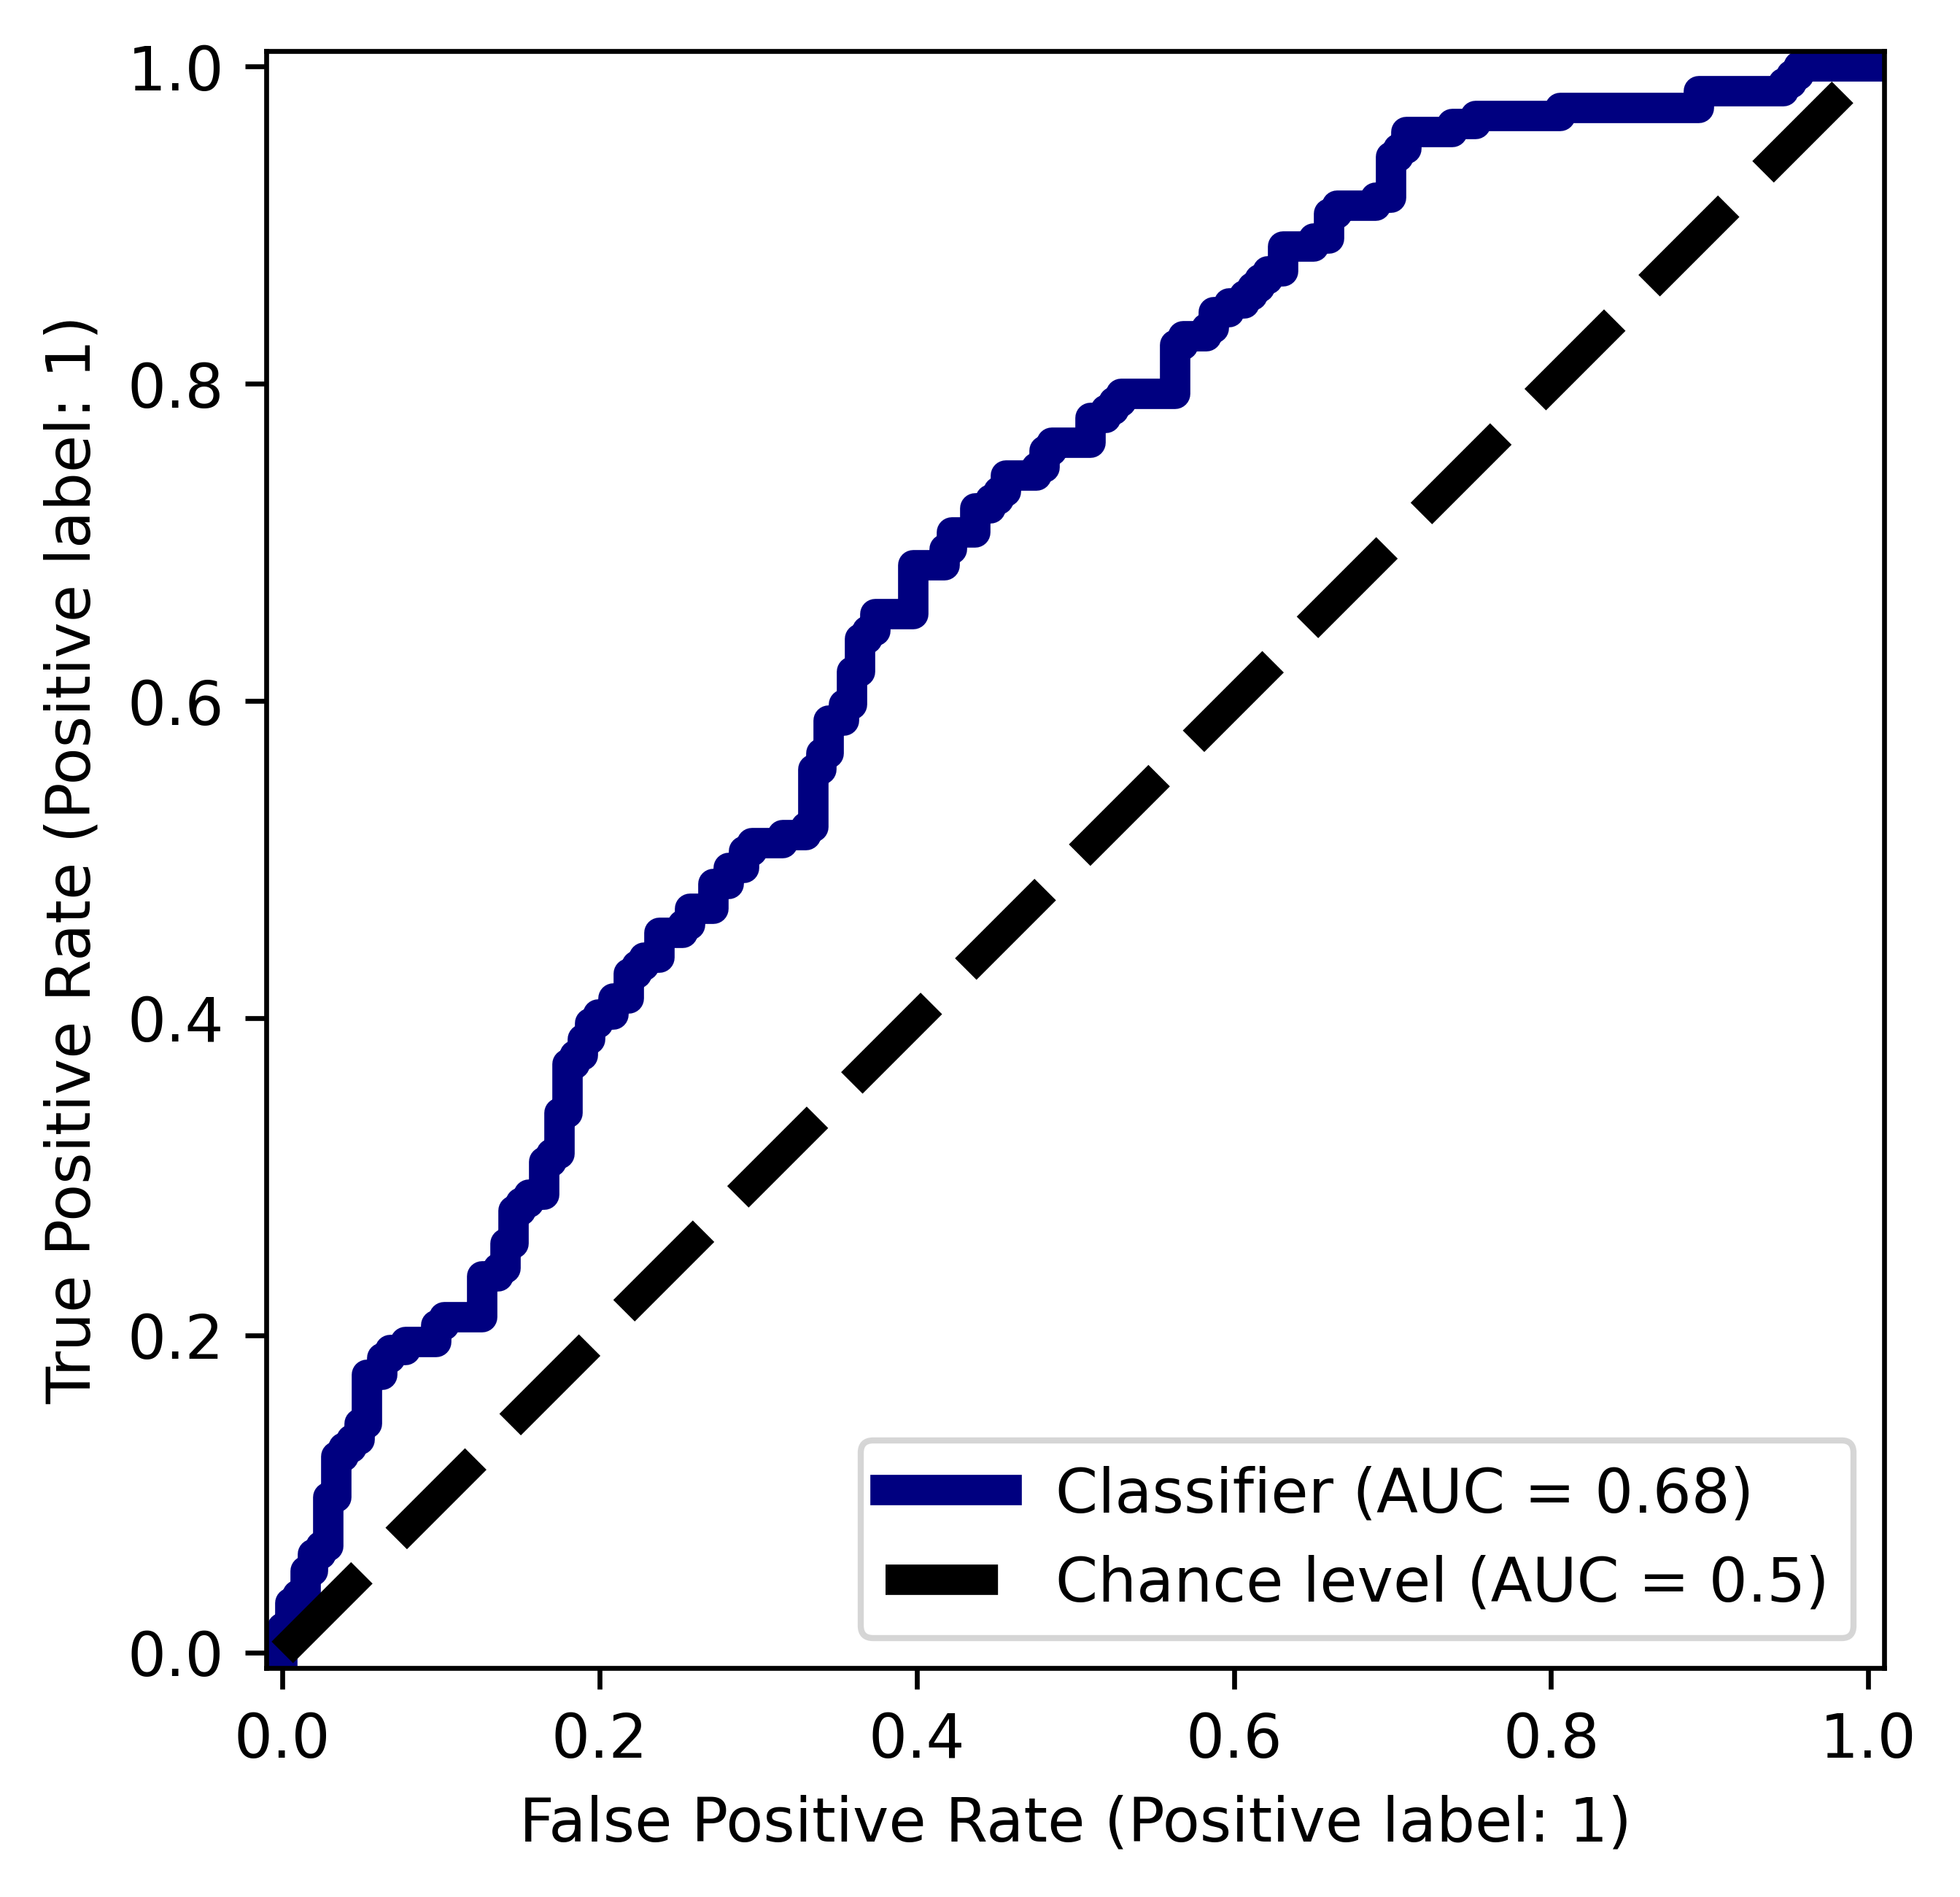 1.0
0.8
0.6
0.4
0.2
0.0
True Positive Rate (Positive label: 1)
Classifier (AUC = 0.68)
Chance level (AUC = 0.5)
0.0 0.2 0.4 0.6 0.8 1.0
False Positive Rate (Positive label: 1)